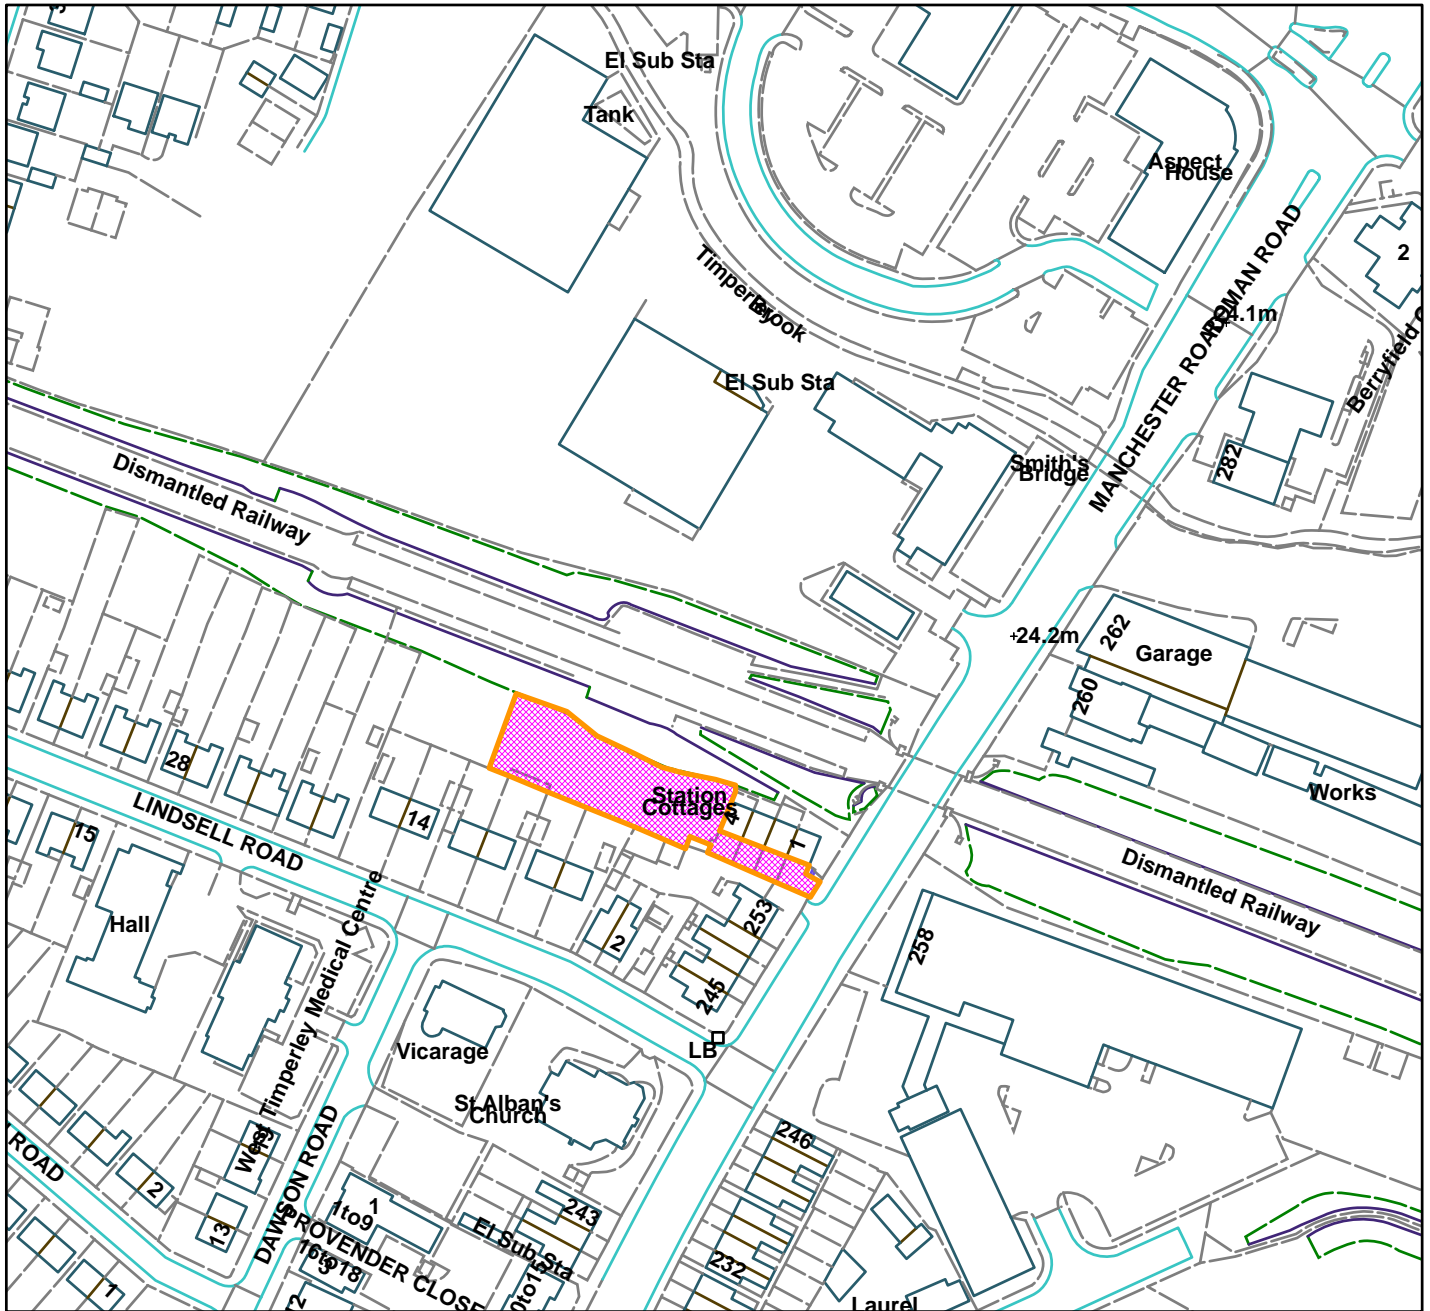 El Sub Sta
Tank
Aspect
House
2
Timperley
Brook
ROMAN ROAD
24.1m
El Sub Sta
MANCHESTER ROAD
Smith's
Bridge
282
Dismantled Railway
24.2m
262
Garage
260
Works
Station
Cottages
4
1
28
14
15
LINDSELL ROAD
Dismantled Railway
Hall
2
253
245
258
West Timperley Medical Centre
Vicarage
LB
St Alban's
Church
246
ROAD
2
13
DAWSON ROAD
1
1to9
PROVENDER CLOSE
16to18
El Sub Sta
243
232
1
Laurel